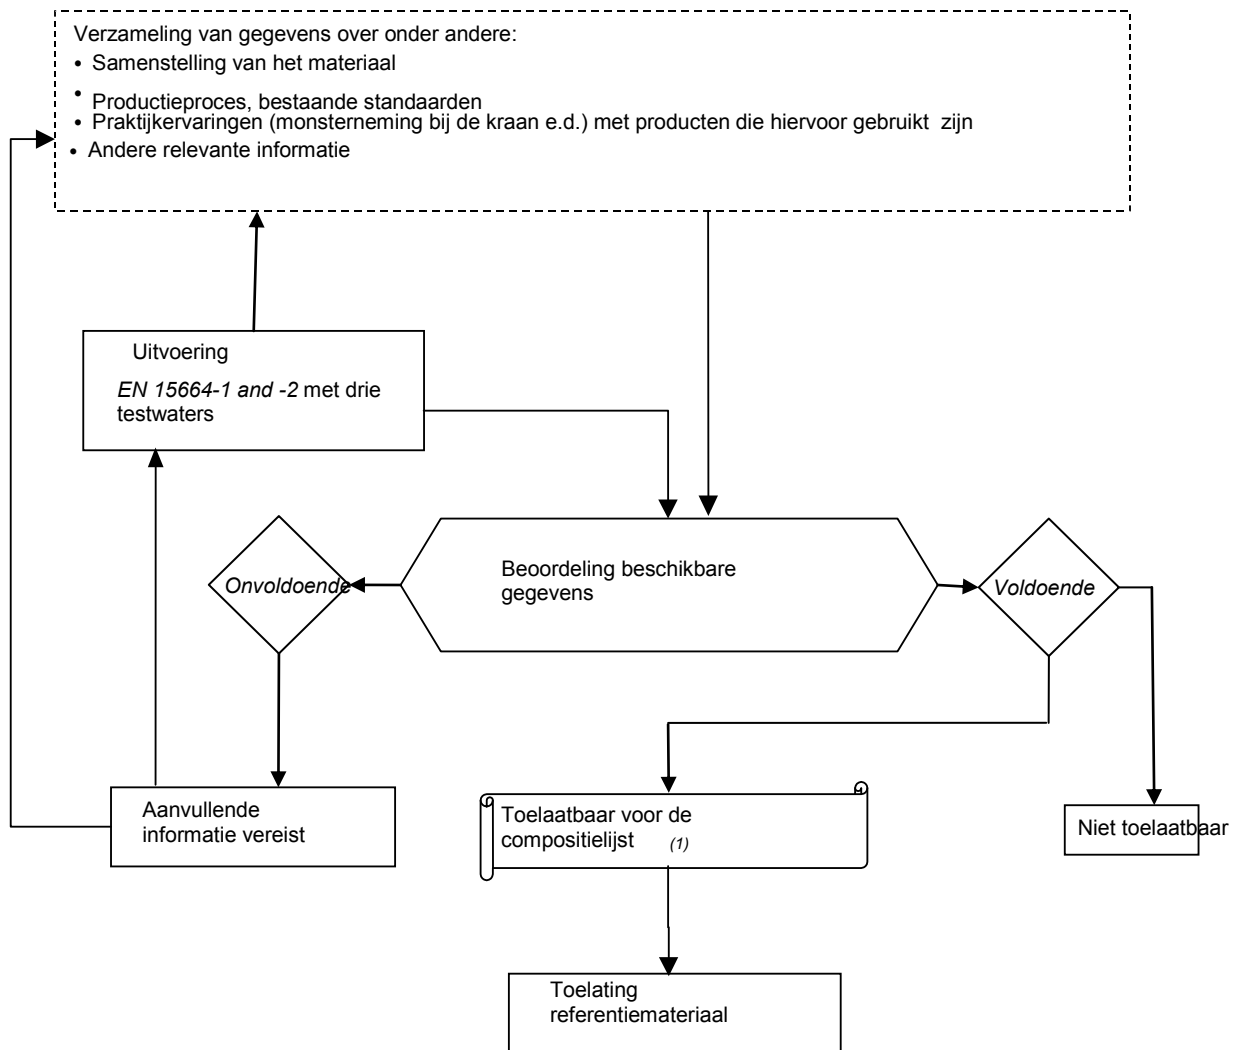 Verzameling van gegevens over onder andere:
• Samenstelling van het materiaal
• Productieproces, bestaande standaarden
• Praktijkervaringen (monsterneming bij de kraan e.d.) met producten die hiervoor gebruikt zijn
• Andere relevante informatie
Uitvoering
EN 15664-1 and -2 met drie
testwaters
Onvoldoende
Beoordeling beschikbare
gegevens
Voldoende
Aanvullende
informatie vereist
Toelaatbaar voor de
compositielijst (1)
Niet toelaatbaar
Toelating
referentiemateriaal